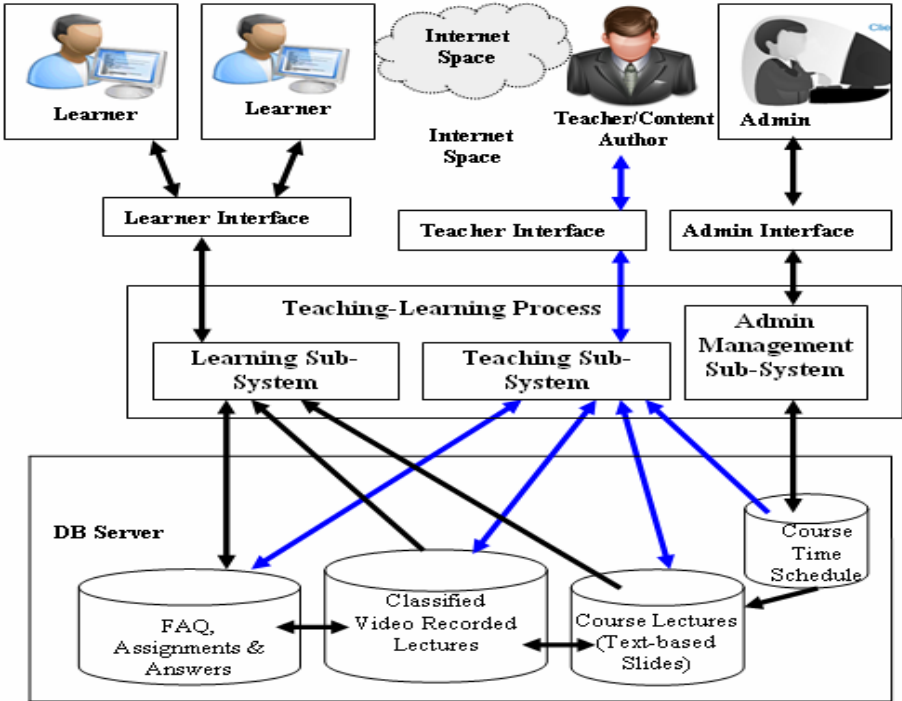 Internet
Space
Clie
Learner
Learner
Teacher/Content
Author
Admin
Internet
Space
Learner Interface
Teacher Interface
Admin Interface
Teaching-Learning Process
Learning Sub-
System
Teaching Sub-
System
Admin
Management
Sub-System
DB Server
Course
Time
Schedule
FAQ,
Assignments &
Answers
Classified
Video Recorded
Lectures
Course Lectures
(Text-based
Slides)